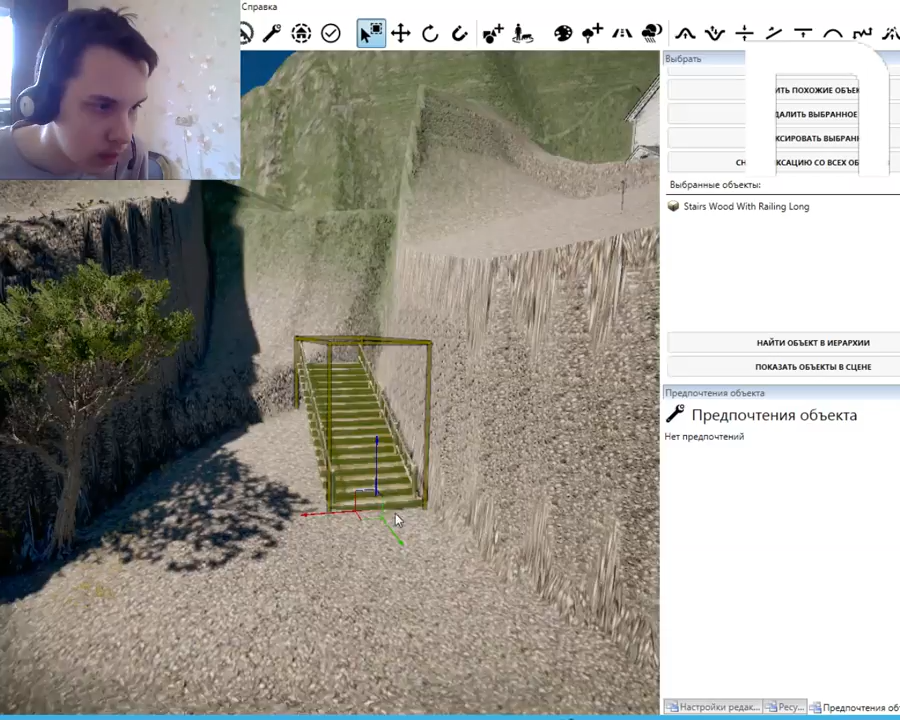 Справка
Выбрать
ИТЬ ПОХОЖИЕ ОБЪЕК
ДАЛИТЬ ВЫБРАННОЕ
КСИРОВАТЬ ВЫБРАНН
СН КСАЦИЮ СО ВСЕХ ОБ
Выбранные объекты:
Stairs Wood With Railing Long
НАЙТИ ОБЪЕКТ В ИЕРАРХИИ
ПОКАЗАТЬ ОБЪЕКТЫ В СЦЕНЕ
Предпочтения объекта
Предпочтения объекта
Нет предпочтений
Настройки редак... Ресу... Предпочтения объ